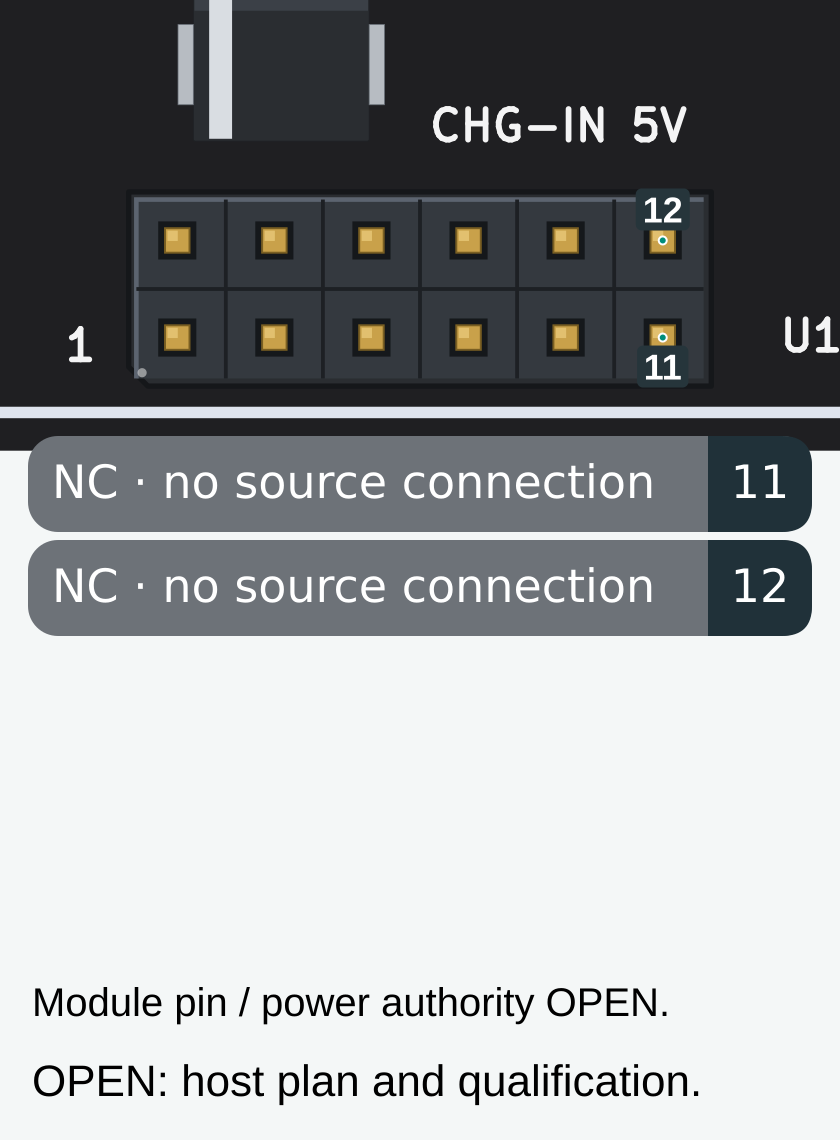 CHG–IN 5V
12
1
U1
11
NC · no source connection 11
NC · no source connection 12
Module pin / power authority OPEN.
OPEN: host plan and qualification.